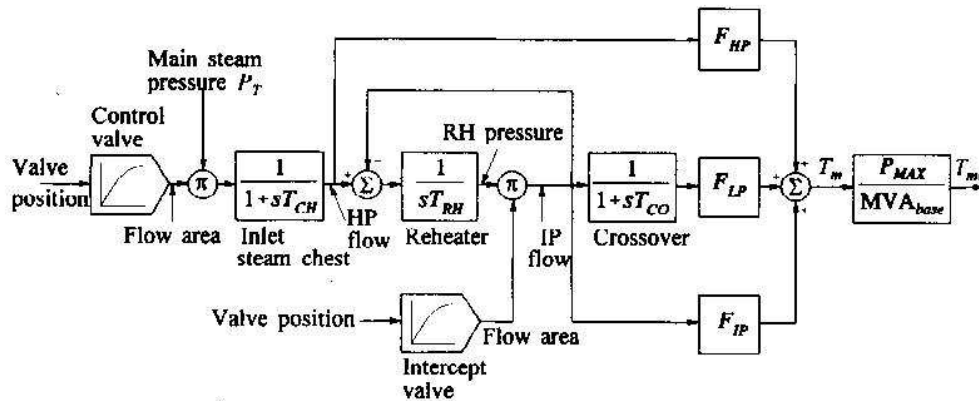 Main steam
pressure P_T
Control
valve
Valve
position
Flow area
π
1
1+sT_CH
Inlet
steam chest
HP
flow
+
−
Σ
1
sT_RH
Reheater
RH pressure
π
IP
flow
1
1+sT_CO
Crossover
F_HP
F_LP
F_IP
+
+
Σ
T_m
P_MAX
MVA_base
T_m
Valve position
Flow area
Intercept
valve